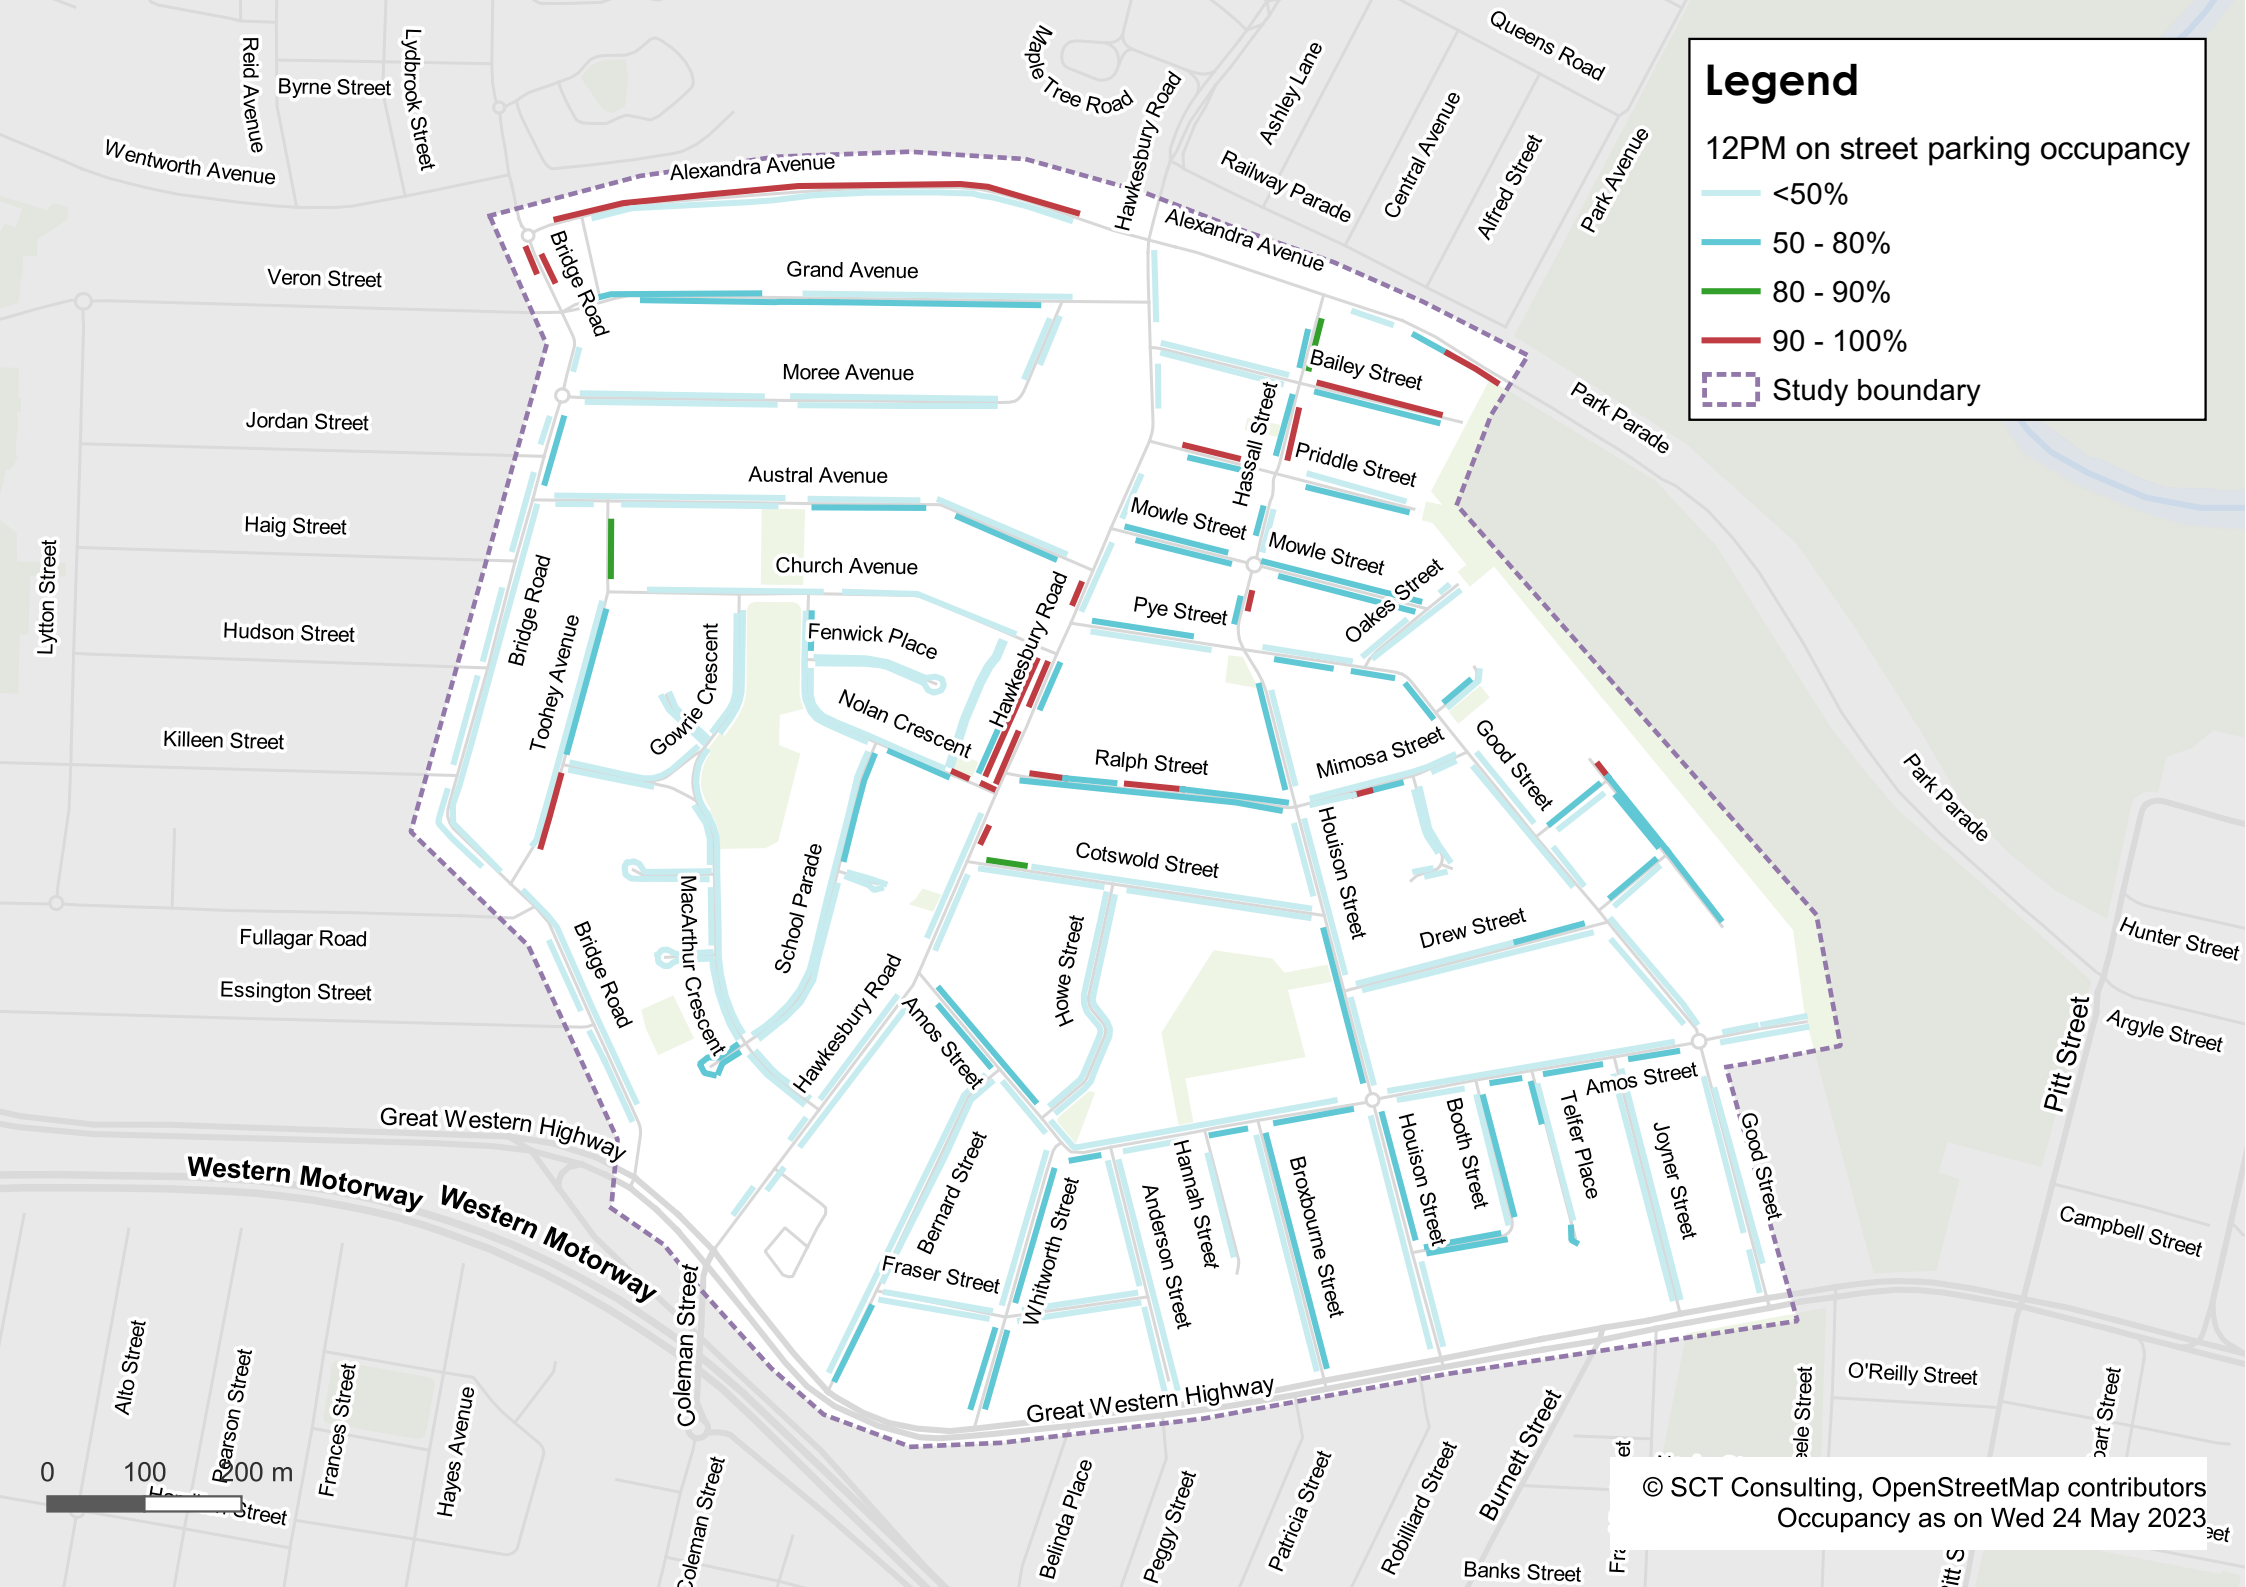 Queens Road
Reid Avenue
Byrne Street
Lydbrook Street
Maple Tree Road
Hawkesbury Road
Ashley Lane
Central Avenue
Alfred Street
Park Avenue
Railway Parade
Wentworth Avenue
Legend
12PM on street parking occupancy
<50%
50 - 80%
80 - 90%
90 - 100%
Study boundary
Alexandra Avenue
Alexandra Avenue
Bridge Road
Grand Avenue
Veron Street
Moree Avenue
Bailey Street
Park Parade
Jordan Street
Hassall Street
Priddle Street
Austral Avenue
Haig Street
Mowle Street
Mowle Street
Lytton Street
Church Avenue
Bridge Road
Hawkesbury Road
Oakes Street
Pye Street
Hudson Street
Toohey Avenue
Gowrie Crescent
Fenwick Place
Nolan Crescent
Killeen Street
Ralph Street
Mimosa Street
Good Street
Park Parade
Houison Street
Cotswold Street
School Parade
MacArthur Crescent
Bridge Road
Fullagar Road
Essington Street
Howe Street
Drew Street
Hunter Street
Argyle Street
Pitt Street
Hawkesbury Road
Amos Street
Amos Street
Great Western Highway
Western Motorway
Western Motorway
Bernard Street
Fraser Street
Whitworth Street
Anderson Street
Hannah Street
Broxbourne Street
Houison Street
Booth Street
Telfer Place
Joyner Street
Good Street
Campbell Street
Coleman Street
Great Western Highway
O'Reilly Street
Alto Street
Pearson Street
Frances Street
Hayes Avenue
Coleman Street
Belinda Place
Peggy Street
Patricia Street
Robilliard Street
Burnett Street
Banks Street
eele Street
part Street
Street
0 100 200 m
© SCT Consulting, OpenStreetMap contributors
Occupancy as on Wed 24 May 2023